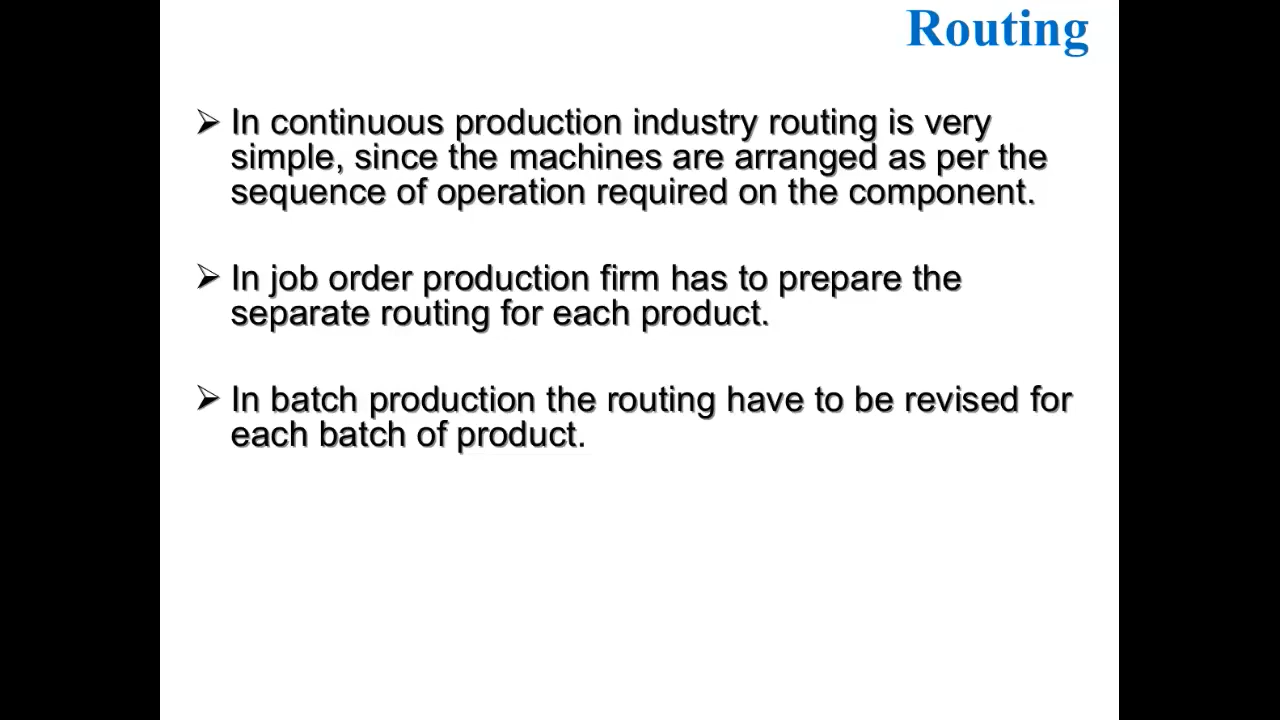 Routing
➢ In continuous production industry routing is very
simple, since the machines are arranged as per the
sequence of operation required on the component.
➢ In job order production firm has to prepare the
separate routing for each product.
➢ In batch production the routing have to be revised for
each batch of product.